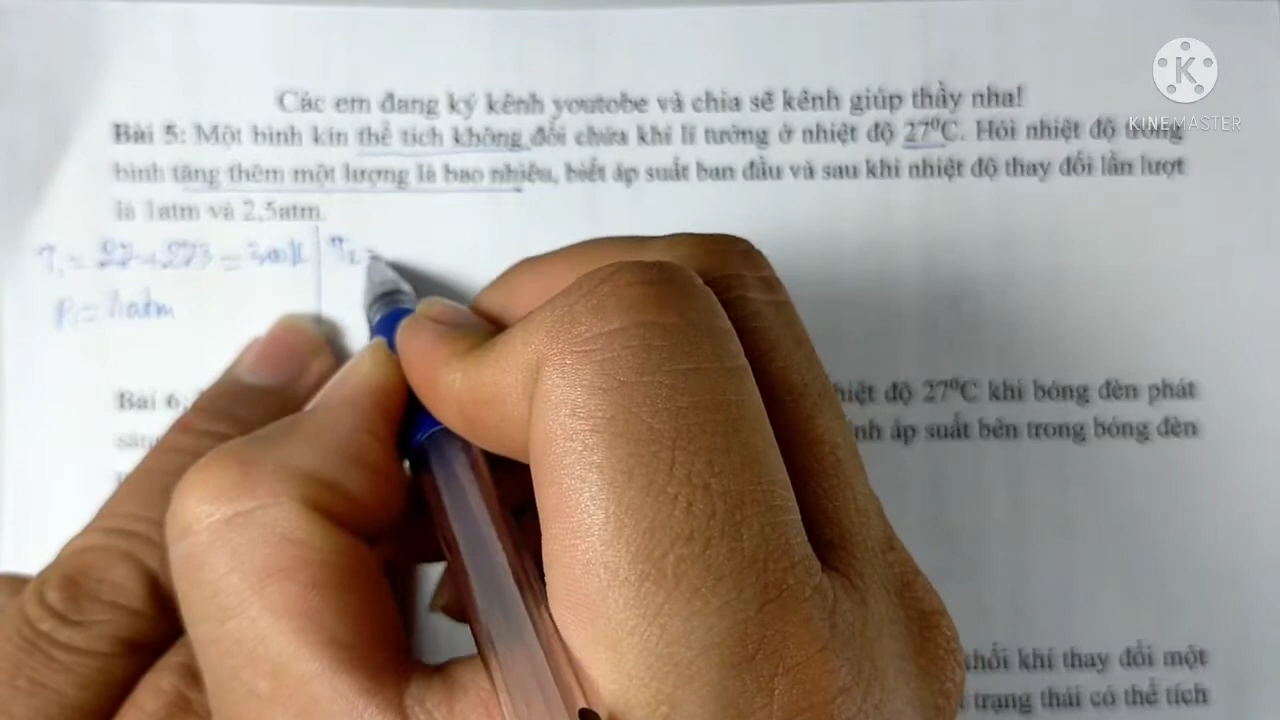 KINEMASTER
Các em đang ký kênh youtobe và chia sẽ kênh giúp thầy nha!
Bài 5: Một bình kín thể tích không đổi chứa khí lí tưởng ở nhiệt độ 27⁰C. Hỏi nhiệt độ trong
bình tăng thêm một lượng là bao nhiêu, biết áp suất ban đầu và sau khi nhiệt độ thay đổi lần lượt
là 1atm và 2,5atm.
T₁ = 27 + 273 = 300K T₂ =
P₁ = 1atm
Bài 6: nhiệt độ 27⁰C khi bóng đèn phát
áp suất bên trong bóng đèn
khối khí thay đổi một
trạng thái có thể tích